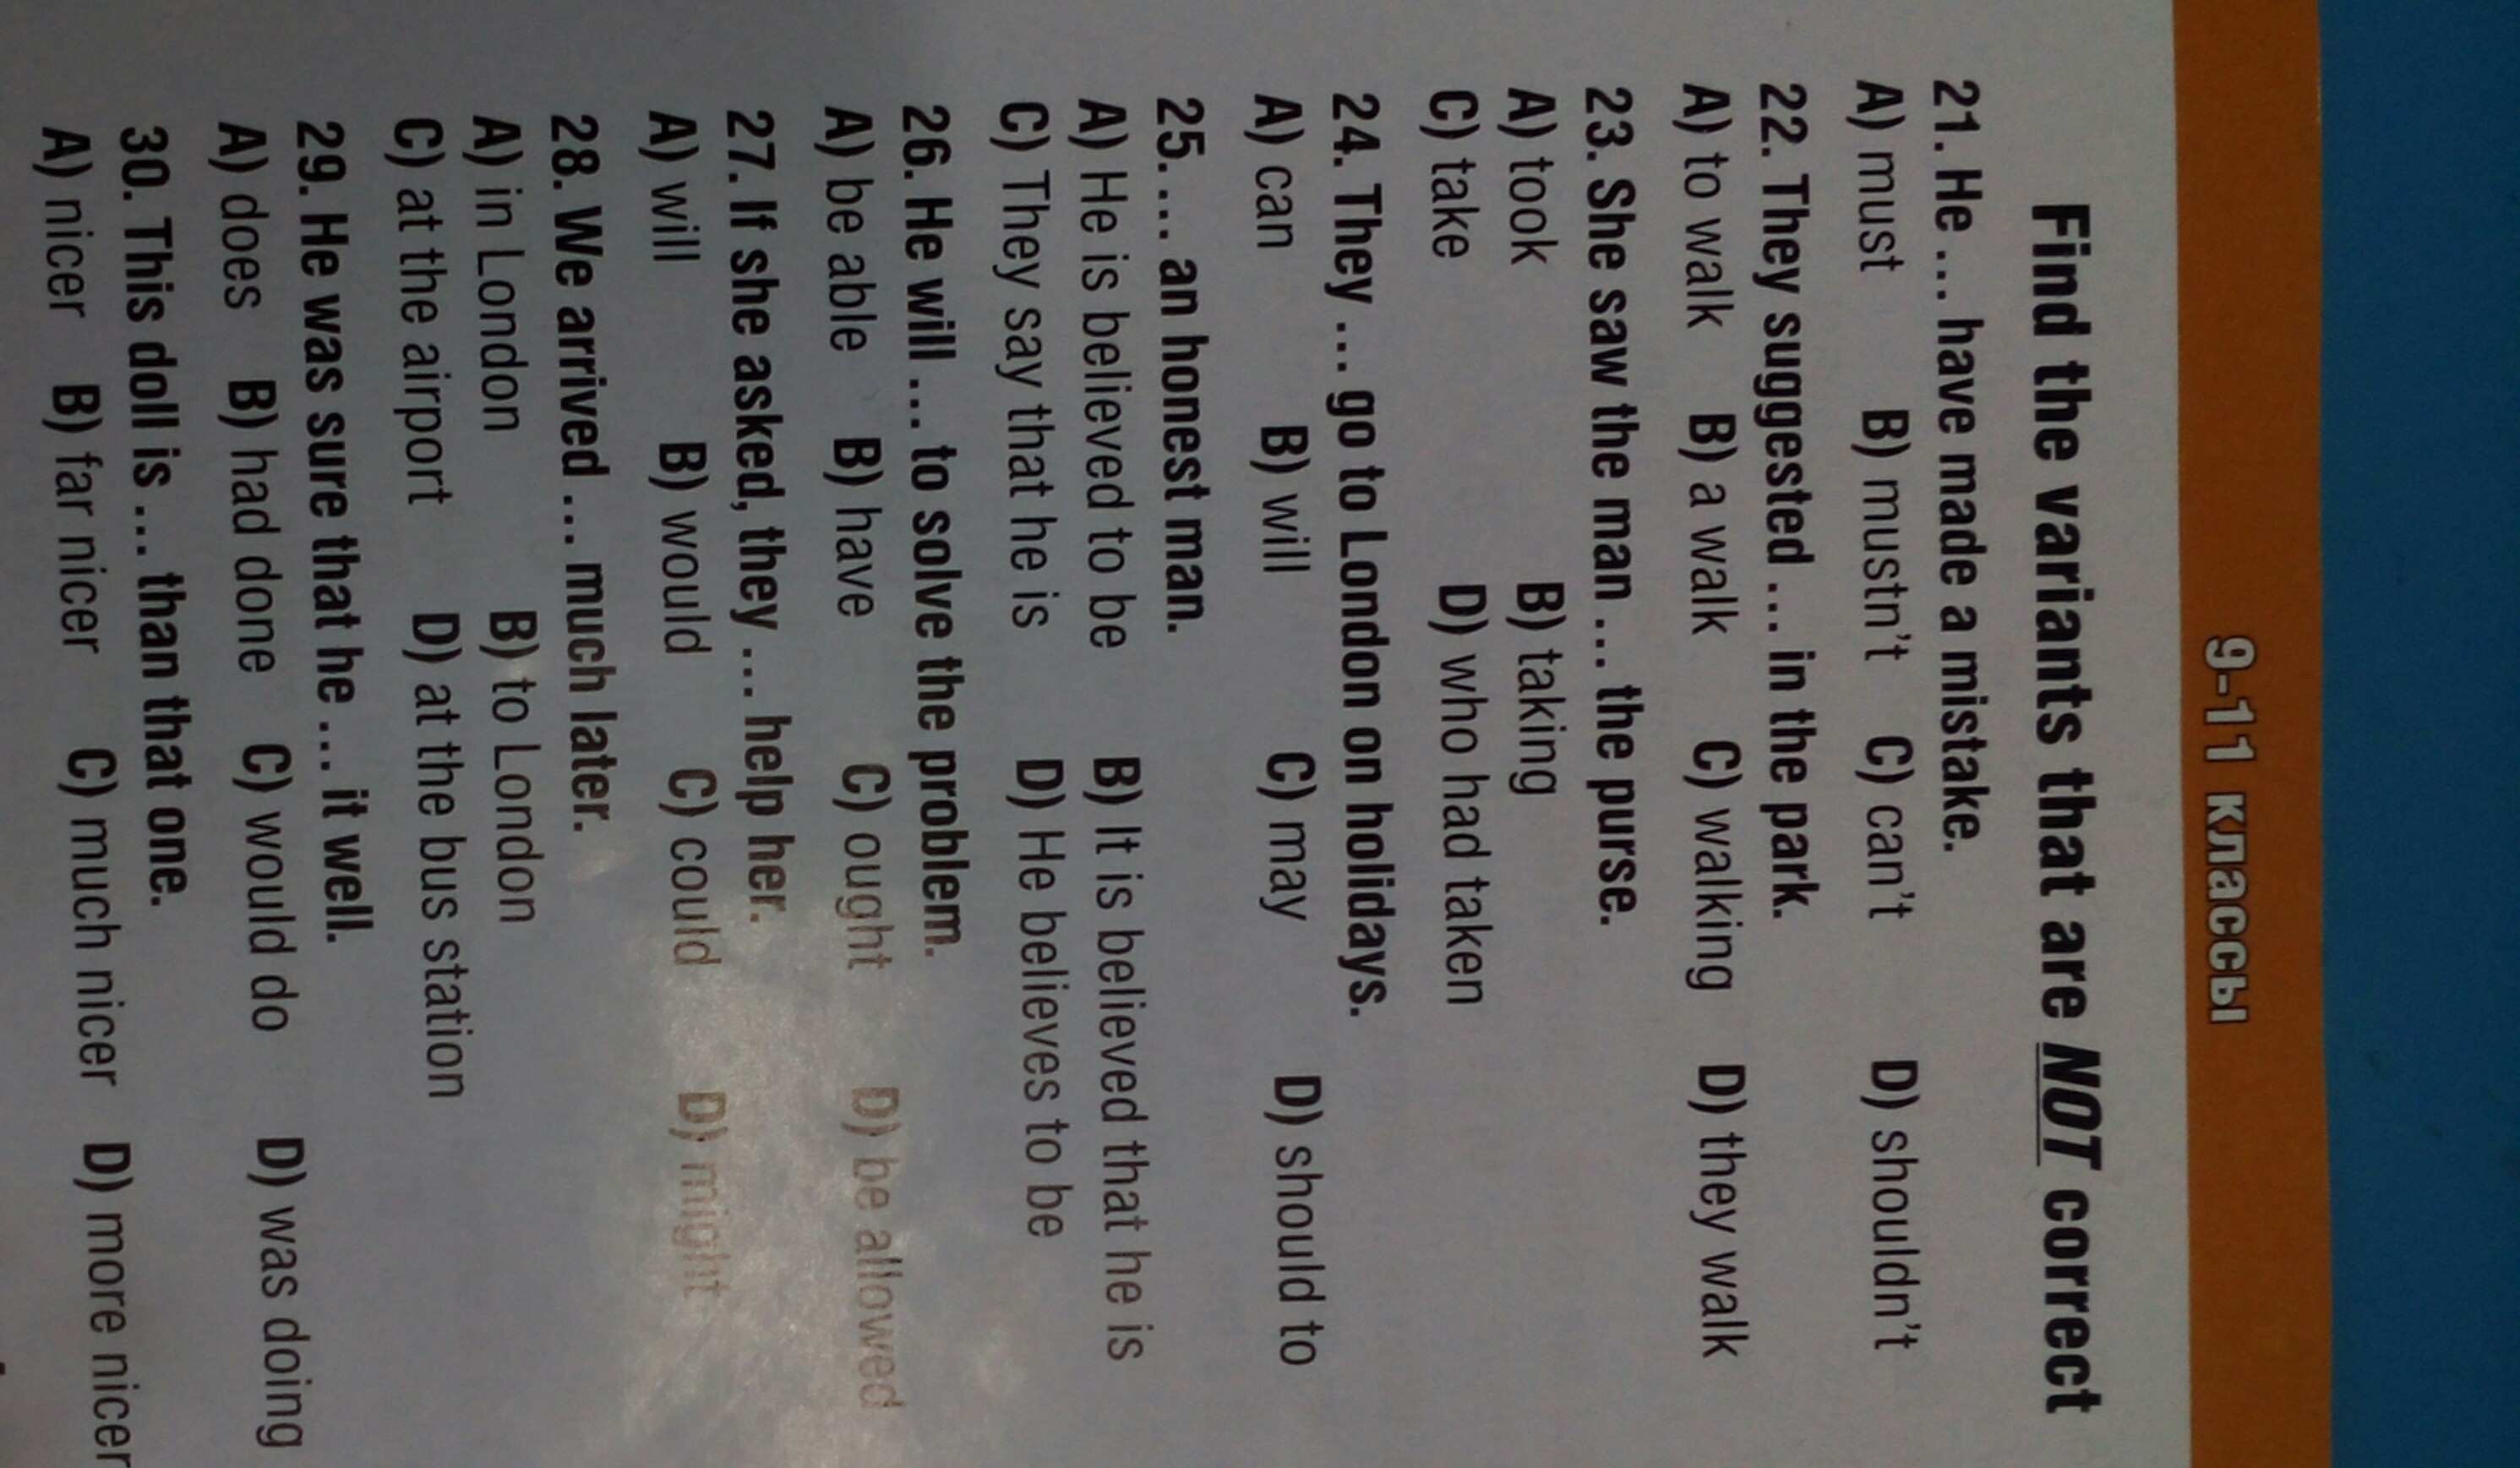 9-11 классы
Find the variants that are NOT correct
21. He ... have made a mistake.
A) must B) mustn't C) can't D) shouldn't
22. They suggested ... in the park.
A) to walk B) a walk C) walking D) they walk
23. She saw the man ... the purse.
A) took B) taking
C) take D) who had taken
24. They ... go to London on holidays.
A) can B) will C) may D) should to
25. ... an honest man.
A) He is believed to be B) It is believed that he is
C) They say that he is D) He believes to be
26. He will ... to solve the problem.
A) be able B) have C) ought D) be allowed
27. If she asked, they ... help her.
A) will B) would C) could D) might
28. We arrived ... much later.
A) in London B) to London
C) at the airport D) at the bus station
29. He was sure that he ... it well.
A) does B) had done C) would do D) was doing
30. This doll is ... than that one.
A) nicer B) far nicer C) much nicer D) more nicer